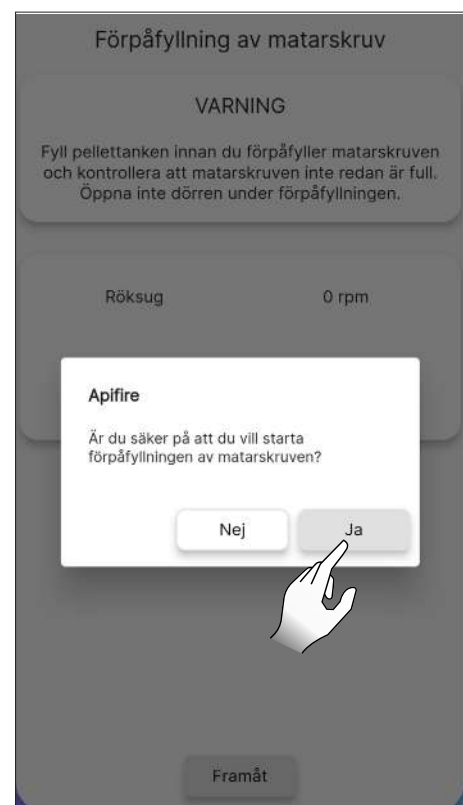 Förpåfyllning av matarskruv
VARNING
Fyll pellettanken innan du förpåfyller matarskruven
och kontrollera att matarskruven inte redan är full.
Öppna inte dörren under förpåfyllningen.
Röksug 0 rpm
Apifire
Är du säker på att du vill starta
förpåfyllningen av matarskruven?
Nej Ja
Framåt